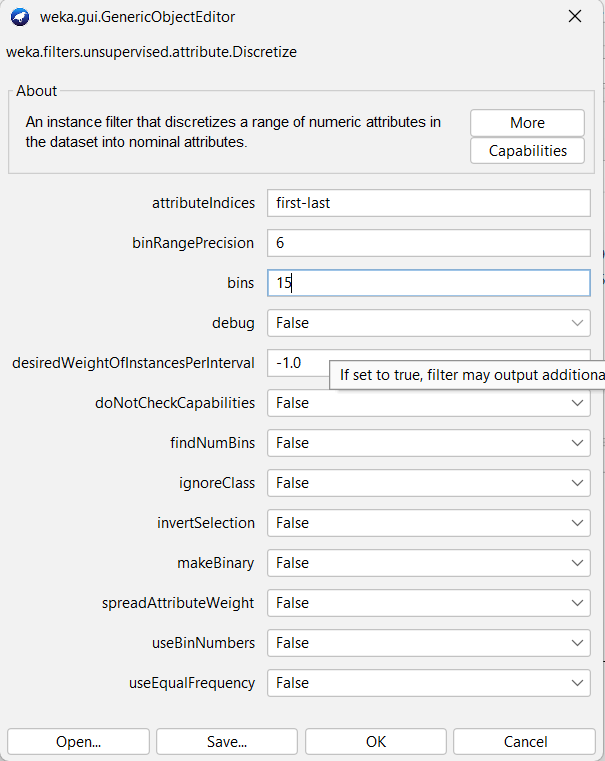 weka.gui.GenericObjectEditor
weka.filters.unsupervised.attribute.Discretize
About
An instance filter that discretizes a range of numeric attributes in
the dataset into nominal attributes.
More
Capabilities
attributeIndices first-last
binRangePrecision 6
bins 15
debug False
desiredWeightOfInstancesPerInterval -1.0
If set to true, filter may output additiona
doNotCheckCapabilities False
findNumBins False
ignoreClass False
invertSelection False
makeBinary False
spreadAttributeWeight False
useBinNumbers False
useEqualFrequency False
Open... Save... OK Cancel